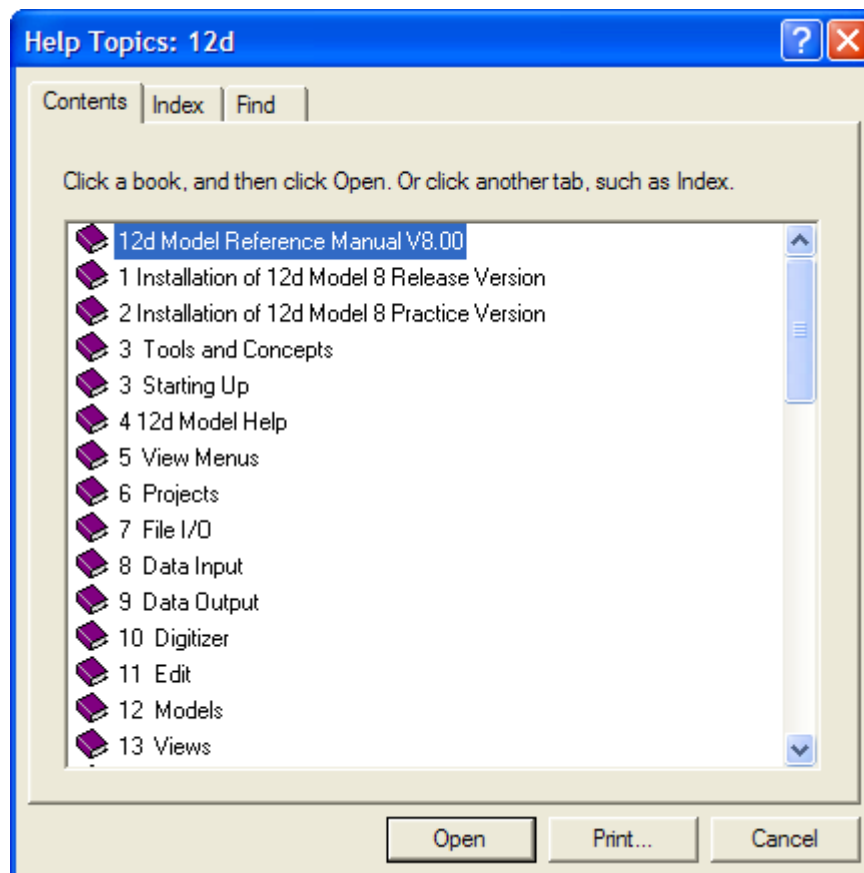 Help Topics: 12d
Contents Index Find
Click a book, and then click Open. Or click another tab, such as Index.
12d Model Reference Manual V8.00
1 Installation of 12d Model 8 Release Version
2 Installation of 12d Model 8 Practice Version
3 Tools and Concepts
3 Starting Up
4 12d Model Help
5 View Menus
6 Projects
7 File I/O
8 Data Input
9 Data Output
10 Digitizer
11 Edit
12 Models
13 Views
Open Print... Cancel